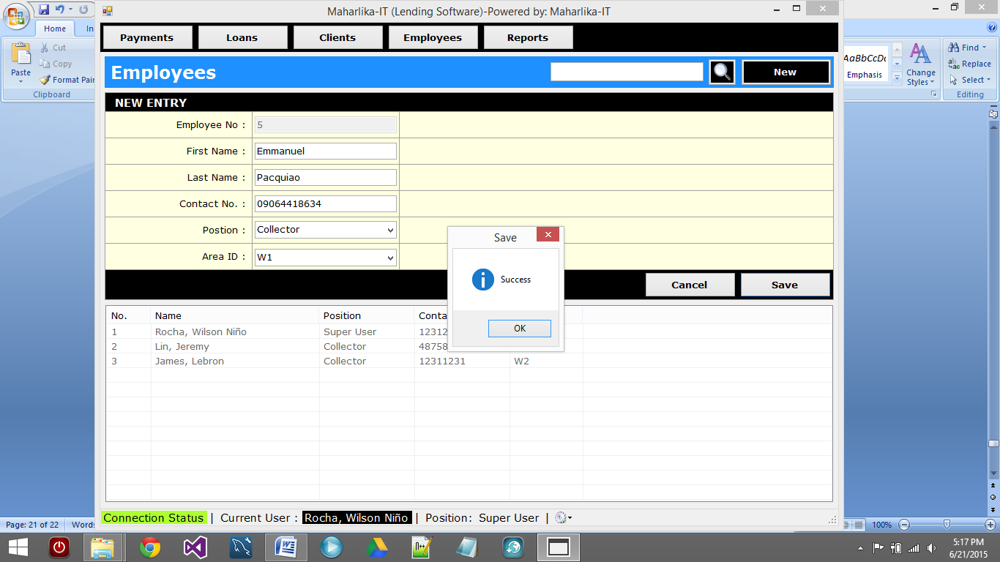 Maharlika-IT (Lending Software)-Powered by: Maharlika-IT
Home In
Payments Loans Clients Employees Reports
Cut
Copy
Paste
Format Pain
Clipboard
AaBbCcDc
Emphasis
Change
Styles
Find
Replace
Select
Editing
Employees
New
NEW ENTRY
Employee No : 5
First Name : Emmanuel
Last Name : Pacquiao
Contact No. : 09064418634
Postion : Collector
Area ID : W1
Cancel Save
Save
Success
OK
No. Name Position Conta
1 Rocha, Wilson Niño Super User 12312
2 Lin, Jeremy Collector 48758
3 James, Lebron Collector 12311231 W2
Connection Status | Current User : Rocha, Wilson Niño | Position: Super User |
Page: 21 of 22 Words
100%
5:17 PM
6/21/2015